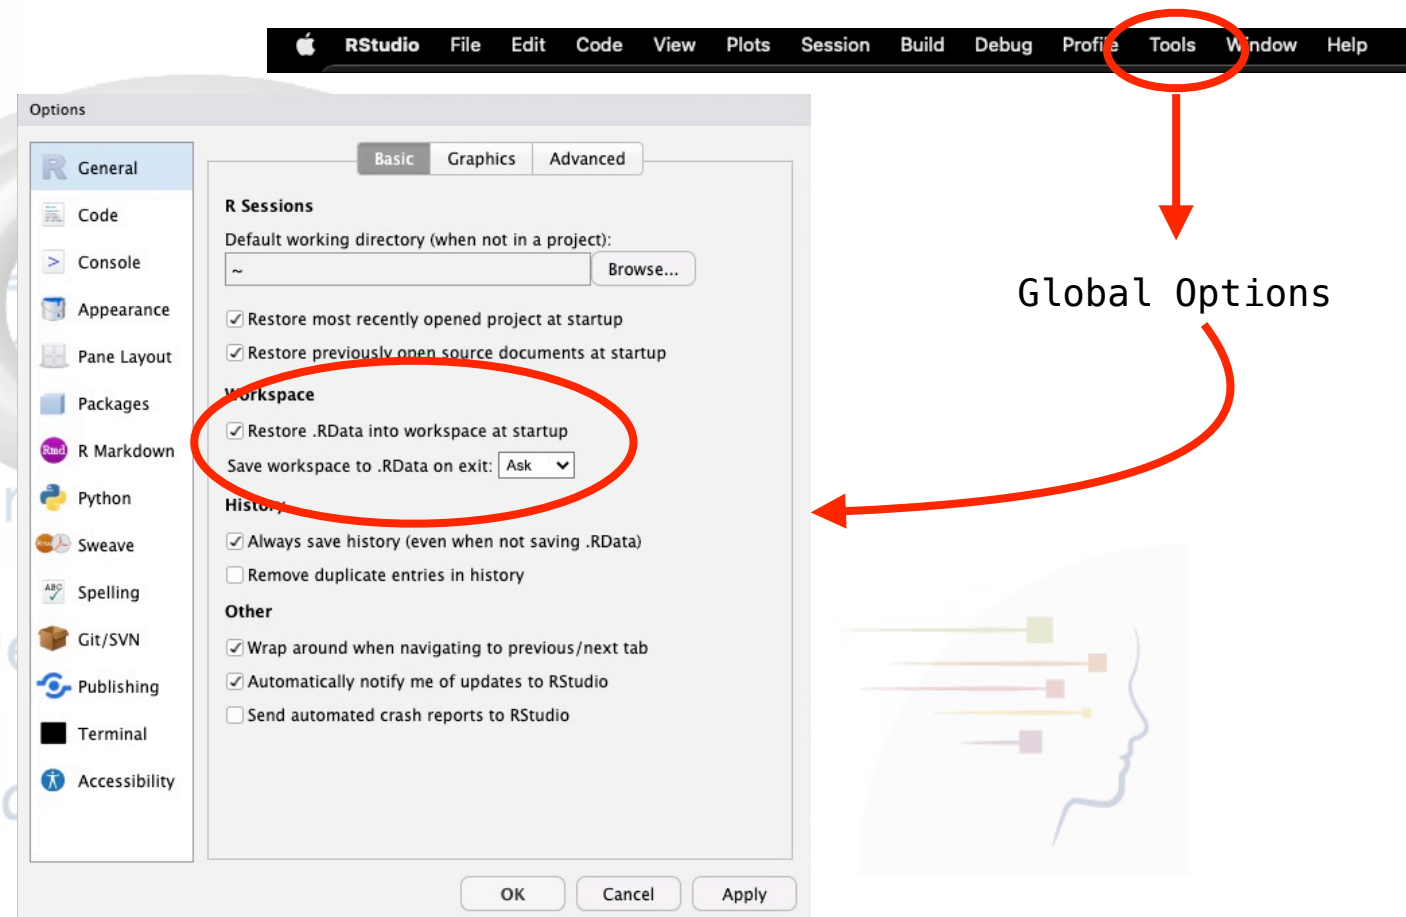 RStudio File Edit Code View Plots Session Build Debug Profile Tools Window Help
Options
General
Code
Console
Appearance
Pane Layout
Packages
Rmd R Markdown
Python
Sweave
ABC Spelling
Git/SVN
Publishing
Terminal
Accessibility
Basic Graphics Advanced
R Sessions
Default working directory (when not in a project):
~ Browse...
Restore most recently opened project at startup
Restore previously open source documents at startup
Workspace
Restore .RData into workspace at startup
Save workspace to .RData on exit: Ask
History
Always save history (even when not saving .RData)
Remove duplicate entries in history
Other
Wrap around when navigating to previous/next tab
Automatically notify me of updates to RStudio
Send automated crash reports to RStudio
OK Cancel Apply
Global Options